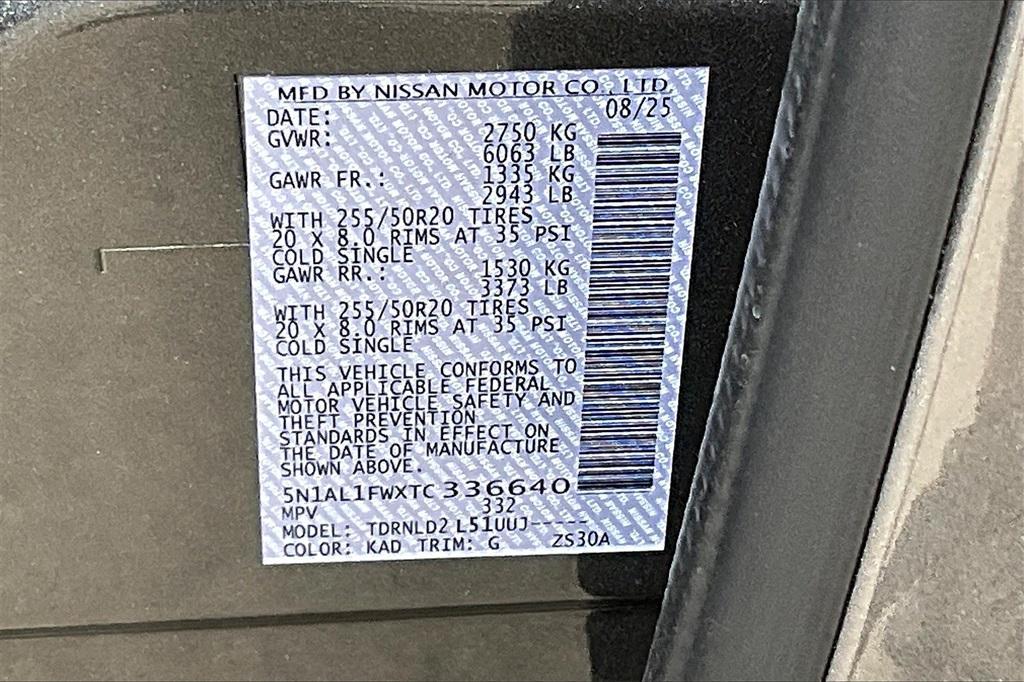 MFD BY NISSAN MOTOR CO., LTD.
DATE: 08/25
GVWR: 2750 KG
6063 LB
GAWR FR.: 1335 KG
2943 LB
WITH 255/50R20 TIRES
20 X 8.0 RIMS AT 35 PSI
COLD SINGLE
GAWR RR.: 1530 KG
3373 LB
WITH 255/50R20 TIRES
20 X 8.0 RIMS AT 35 PSI
COLD SINGLE
THIS VEHICLE CONFORMS TO
ALL APPLICABLE FEDERAL
MOTOR VEHICLE SAFETY AND
THEFT PREVENTION
STANDARDS IN EFFECT ON
THE DATE OF MANUFACTURE
SHOWN ABOVE.
5N1AL1FWXTC336640
MPV 332
MODEL: TDRNLD2 L51UUJ-----
COLOR: KAD TRIM: G ZS30A